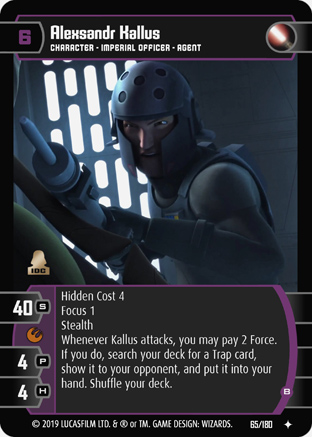 6 Alexsandr Kallus
CHARACTER • IMPERIAL OFFICER • AGENT
IDC
40 S
4 P
4 H
Hidden Cost 4
Focus 1
Stealth
Whenever Kallus attacks, you may pay 2 Force.
If you do, search your deck for a Trap card,
show it to your opponent, and put it into your
hand. Shuffle your deck.
B
© 2019 LUCASFILM LTD. & ® OR TM. GAME DESIGN: WIZARDS. 65/180